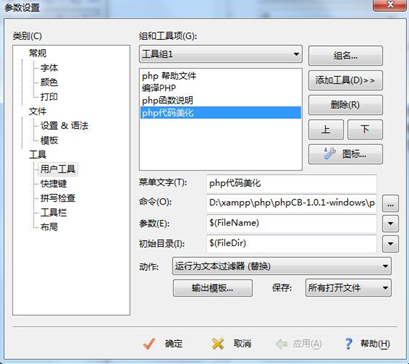 参数设置
类别(C)
常规
字体
颜色
打印
文件
设置 & 语法
模板
工具
用户工具
快捷键
拼写检查
工具栏
布局
组和工具项(G):
工具组1
组名...
php 帮助文件
编译PHP
php函数说明
php代码美化
添加工具(D)>>
删除(R)
上
下
图标...
菜单文字(T):
php代码美化
命令(O):
D:\xampp\php\phpCB-1.0.1-windows\p
...
参数(E):
$(FileName)
初始目录(I):
$(FileDir)
动作:
运行为文本过滤器 (替换)
输出模板...
保存:
所有打开文件
确定
取消
应用(A)
帮助(H)